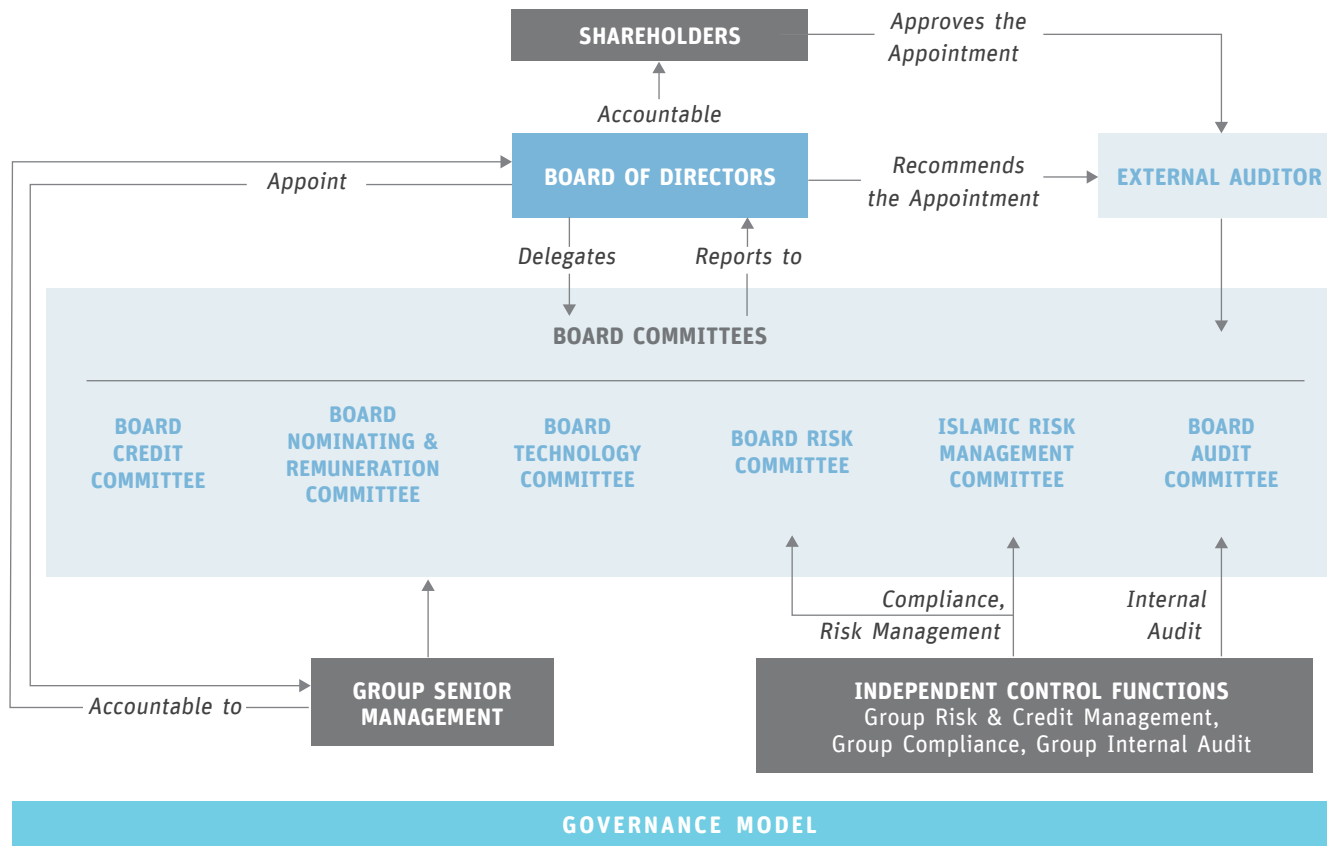 SHAREHOLDERS
Approves the
Appointment
Accountable
Appoint
BOARD OF DIRECTORS
Recommends
the Appointment
EXTERNAL AUDITOR
Delegates
Reports to
BOARD COMMITTEES
BOARD
CREDIT
COMMITTEE
BOARD
NOMINATING &
REMUNERATION
COMMITTEE
BOARD
TECHNOLOGY
COMMITTEE
BOARD RISK
COMMITTEE
ISLAMIC RISK
MANAGEMENT
COMMITTEE
BOARD
AUDIT
COMMITTEE
Compliance,
Risk Management
Internal
Audit
Accountable to
GROUP SENIOR
MANAGEMENT
INDEPENDENT CONTROL FUNCTIONS
Group Risk & Credit Management,
Group Compliance, Group Internal Audit
GOVERNANCE MODEL